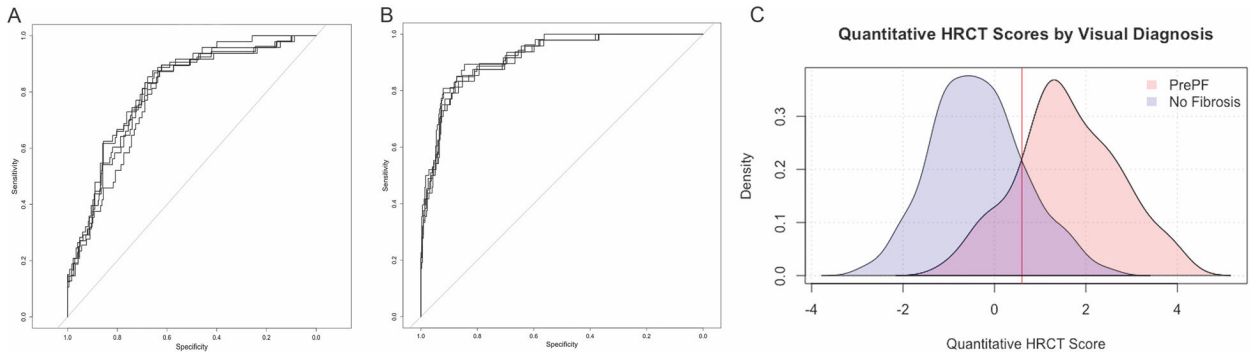 A
1.0
0.8
0.6
0.4
0.2
0.0
Sensitivity
1.0
0.8
0.6
0.4
0.2
0.0
Specificity
B
1.0
0.8
0.6
0.4
0.2
0.0
Sensitivity
1.0
0.8
0.6
0.4
0.2
0.0
Specificity
C
Quantitative HRCT Scores by Visual Diagnosis
PrePF
No Fibrosis
0.3
0.2
0.1
0.0
Density
-4
-2
0
2
4
Quantitative HRCT Score